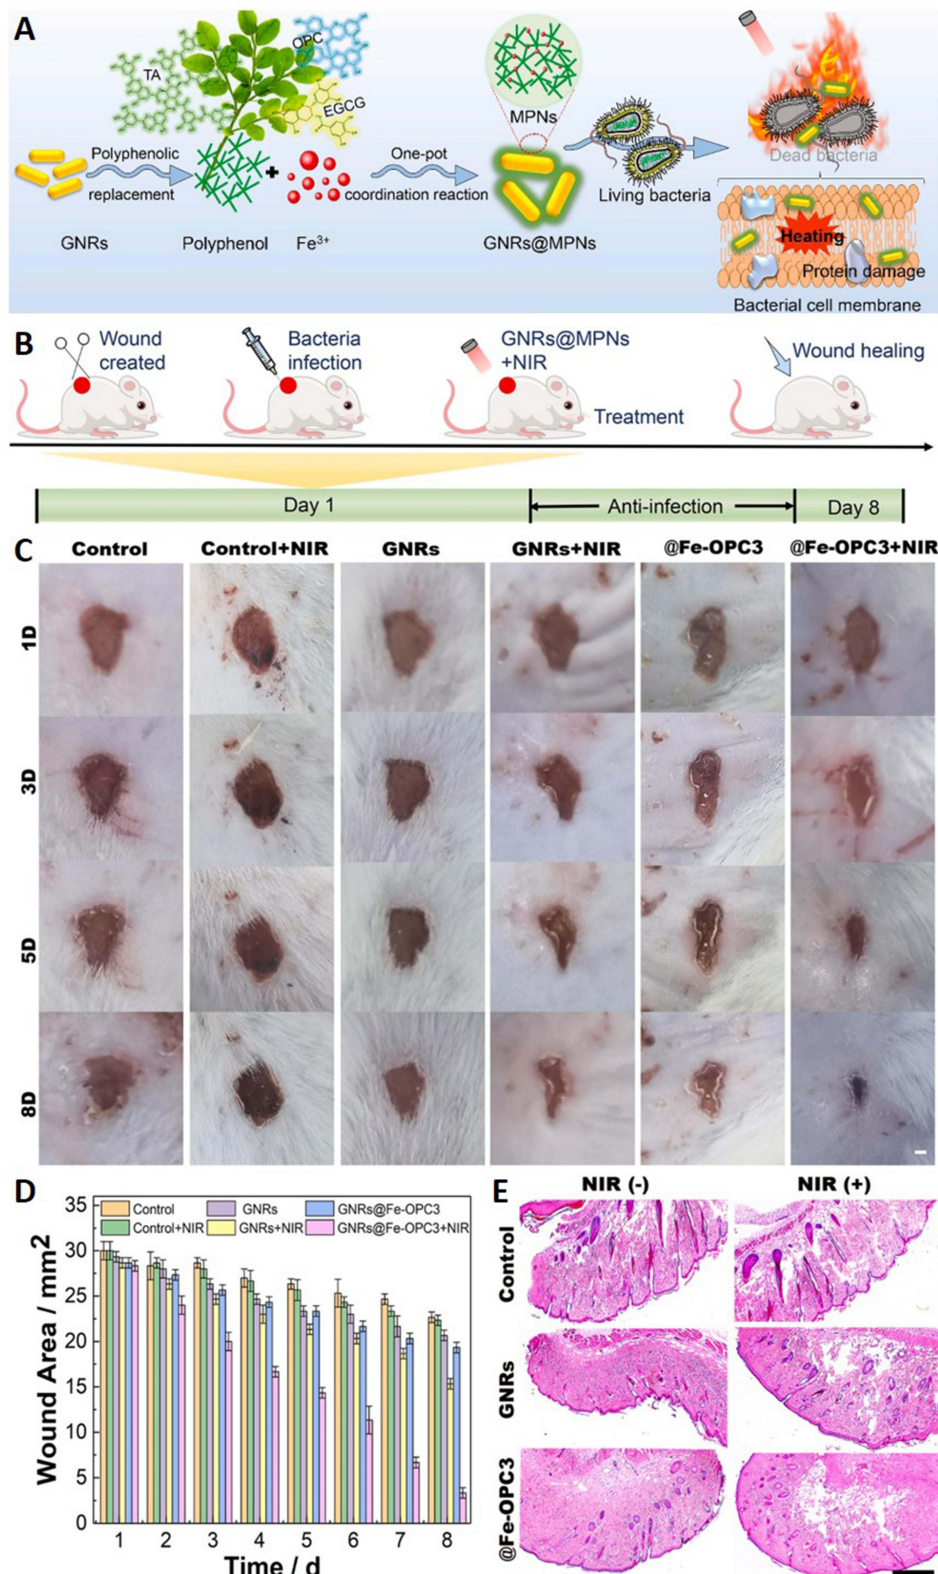 A
TA
OPC
EGCG
MPNs
Polyphenolic
replacement
+
One-pot
coordination reaction
Living bacteria
Dead bacteria
GNRs
Polyphenol
Fe³⁺
GNRs@MPNs
Heating
Protein damage
Bacterial cell membrane
B
Wound
created
Bacteria
infection
GNRs@MPNs
+NIR
Treatment
Wound healing
Day 1
Anti-infection
Day 8
C
Control
Control+NIR
GNRs
GNRs+NIR
@Fe-OPC3
@Fe-OPC3+NIR
1D
3D
5D
8D
D
Wound Area / mm²
35
30
25
20
15
10
5
0
Control
GNRs
GNRs@Fe-OPC3
Control+NIR
GNRs+NIR
GNRs@Fe-OPC3+NIR
1 2 3 4 5 6 7 8
Time / d
E
NIR (-)
NIR (+)
Control
GNRs
@Fe-OPC3